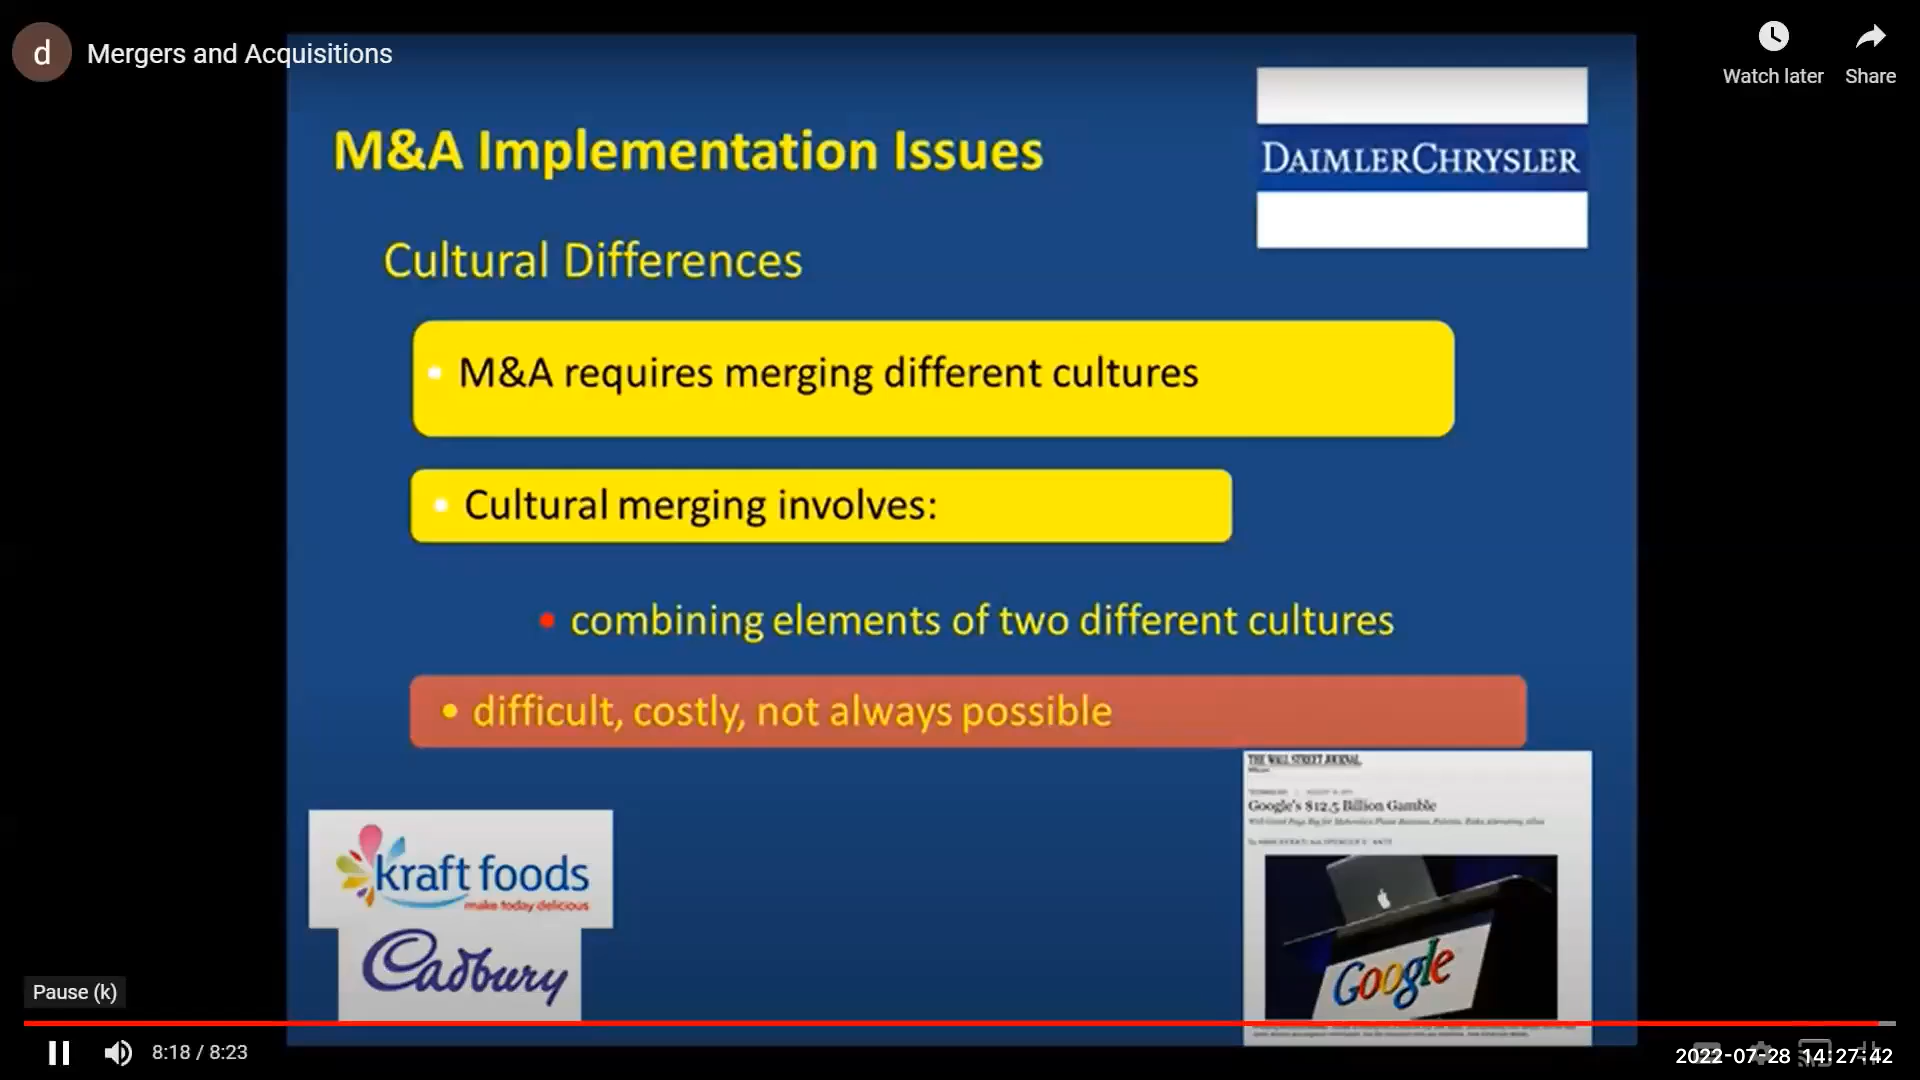 d
Mergers and Acquisitions
Watch later
Share
M&A Implementation Issues
DAIMLERCHRYSLER
Cultural Differences
• M&A requires merging different cultures
• Cultural merging involves:
• combining elements of two different cultures
• difficult, costly, not always possible
THE WALL STREET JOURNAL.
Google's $12.5 Billion Gamble
kraft foods
make today delicious
Cadbury
Google
Pause (k)
8:18 / 8:23
2022-07-28 14:27:42